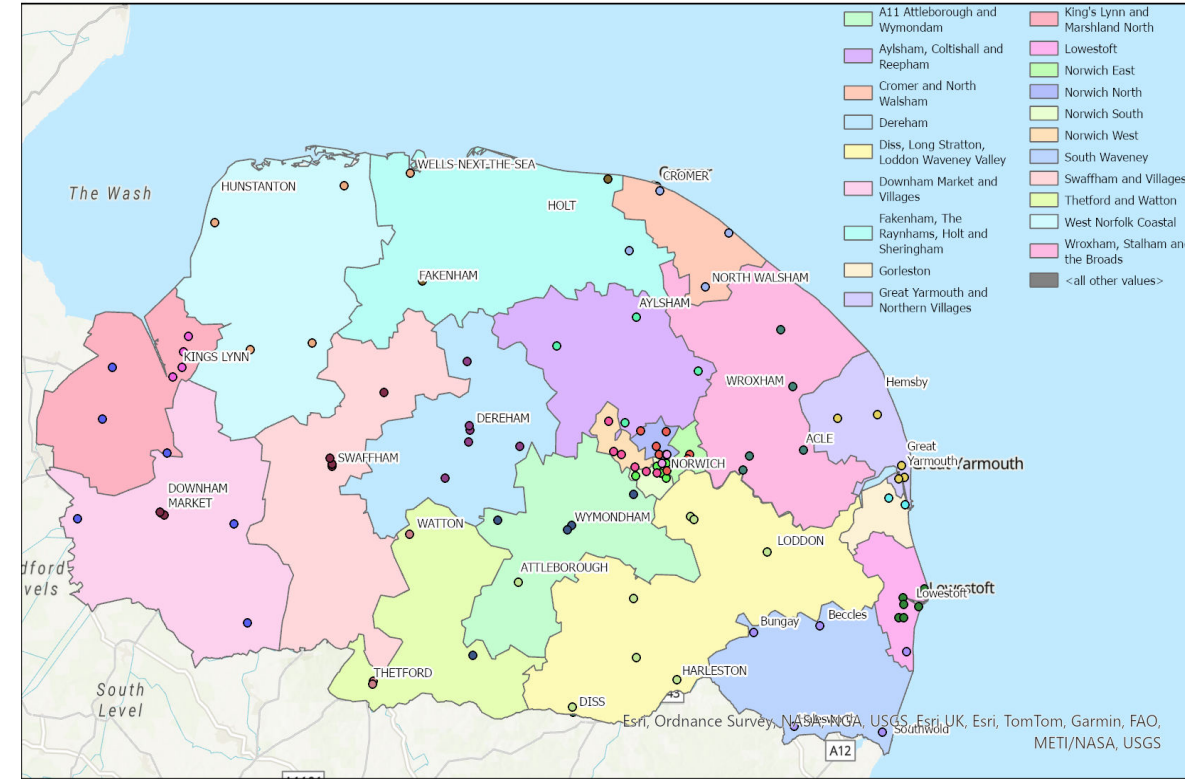 A11 Attleborough and
Wymondam
Aylsham, Coltishall and
Reepham
Cromer and North
Walsham
Dereham
Diss, Long Stratton,
Loddon Waveney Valley
Downham Market and
Villages
Fakenham, The
Raynhams, Holt and
Sheringham
Gorleston
Great Yarmouth and
Northern Villages
King's Lynn and
Marshland North
Lowestoft
Norwich East
Norwich North
Norwich South
Norwich West
South Waveney
Swaffham and Villages
Thetford and Watton
West Norfolk Coastal
Wroxham, Stalham and
the Broads
<all other values>
The Wash
HUNSTANTON
WELLS-NEXT-THE-SEA
CROMER
HOLT
FAKENHAM
NORTH WALSHAM
AYLSHAM
KINGS LYNN
WROXHAM
Hemsby
DEREHAM
ACLE
SWAFFHAM
NORWICH
Great
Yarmouth
Great Yarmouth
DOWNHAM
MARKET
WATTON
WYMONDHAM
LODDON
ATTLEBOROUGH
dford
vels
Lowestoft
Lowestoft
Bungay
Beccles
THETFORD
HARLESTON
South
Level
DISS
43
Esri, Ordnance Survey, NASA, NGA, USGS, Esri UK, Esri, TomTom, Garmin, FAO,
METI/NASA, USGS
Southwold
A12